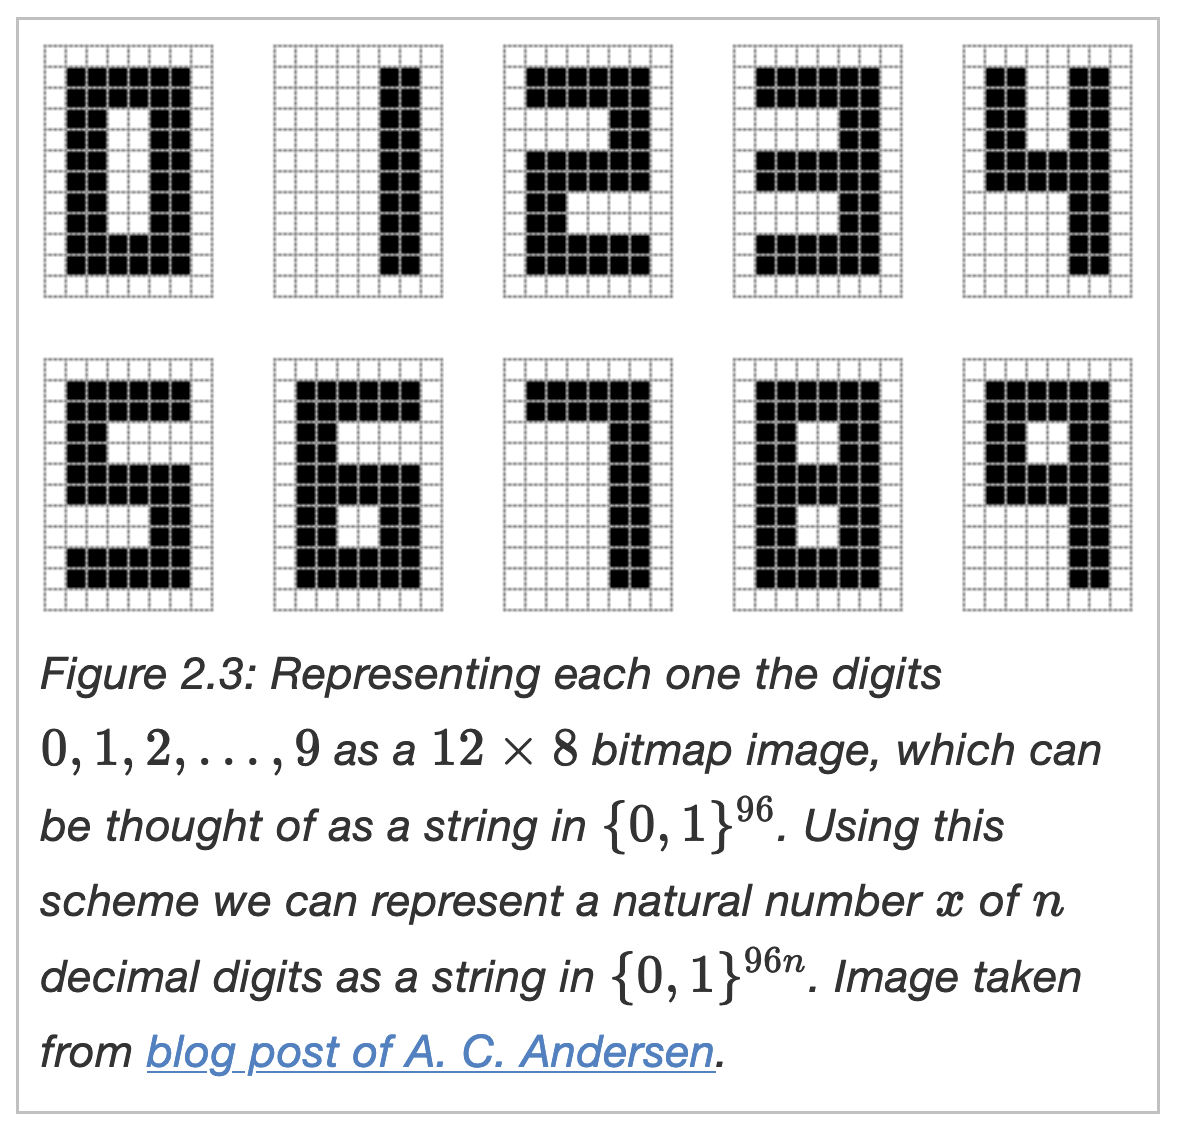 Figure 2.3: Representing each one the digits
0, 1, 2, . . . , 9 as a 12 × 8 bitmap image, which can
be thought of as a string in {0, 1}^96. Using this
scheme we can represent a natural number x of n
decimal digits as a string in {0, 1}^96n. Image taken
from blog post of A. C. Andersen.